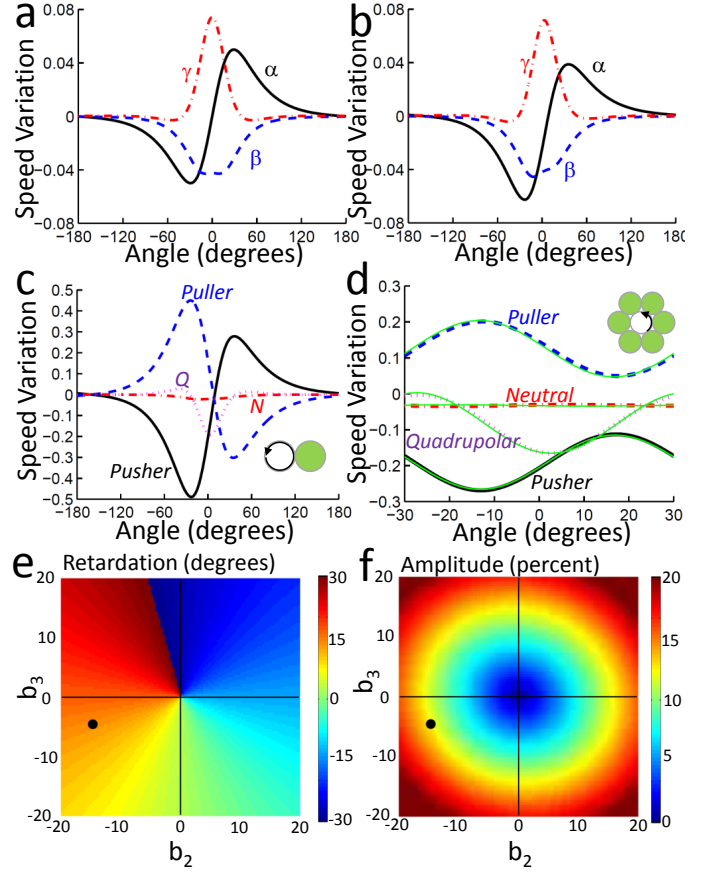 a
Speed Variation
0.08
0.04
0
−0.04
0.08
γ
α
β
−180 −120 −60 0 60 120 180
Angle (degrees)
b
Speed Variation
0.08
0.04
0
−0.04
−0.08
γ
α
β
−180 −120 −60 0 60 120 180
Angle (degrees)
c
Speed Variation
0.5
0.4
0.3
0.2
0.1
0
-0.1
-0.2
-0.3
-0.4
-0.5
Puller
Q
N
Pusher
−180 −120 −60 0 60 120 180
Angle (degrees)
d
Speed Variation
0.3
0.2
0.1
0
-0.1
-0.2
-0.3
Puller
Neutral
Quadrupolar
Pusher
−30 −20 −10 0 10 20 30
Angle (degrees)
e
Retardation (degrees)
20
10
0
-10
-20
b3
-20 -10 0 10 20
b2
30
15
0
-15
-30
f
Amplitude (percent)
20
10
0
-10
-20
b3
-20 -10 0 10 20
b2
20
15
10
5
0